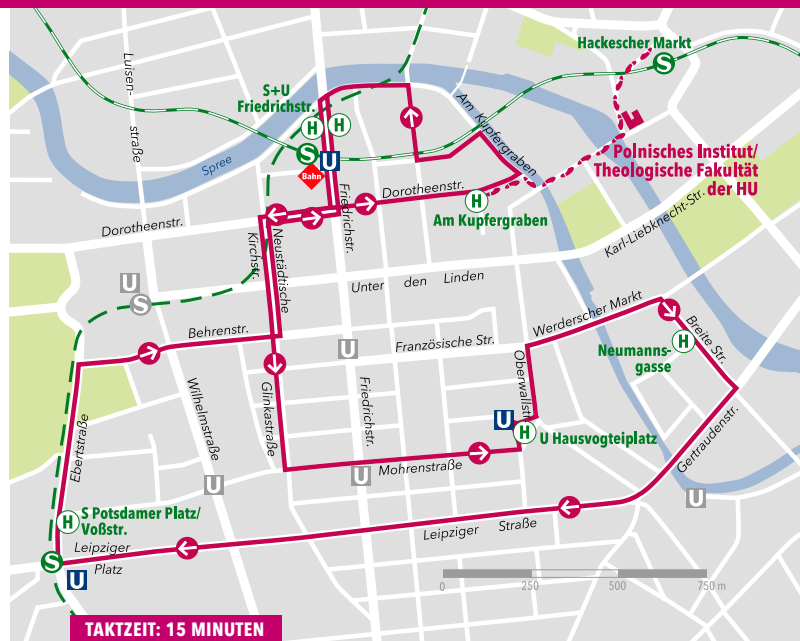 Hackescher Markt
S
Luisen-
straße
S+U
Friedrichstr.
H
H
S
U
Bahn
Spree
Am Kupfergraben
Polnisches Institut/
Theologische Fakultät
der HU
Dorotheenstr.
Friedrichstr.
H
Am Kupfergraben
Dorotheenstr.
Kirchstr.
Neustädtische
Karl-Liebknecht-Str.
U
S
Unter den Linden
Behrenstr.
Werderscher Markt
Breite Str.
U
Französische Str.
H
Neumanns-
gasse
Oberwallstr.
Wilhelmstraße
Glinkastraße
Friedrichstr.
Ebertstraße
U
H
U Hausvogteiplatz
Gertraudenstr.
Mohrenstraße
U
U
U
H
S Potsdamer Platz/
Voßstr.
Leipziger Straße
Leipziger
Platz
S
U
0
250
500
750 m
TAKTZEIT: 15 MINUTEN